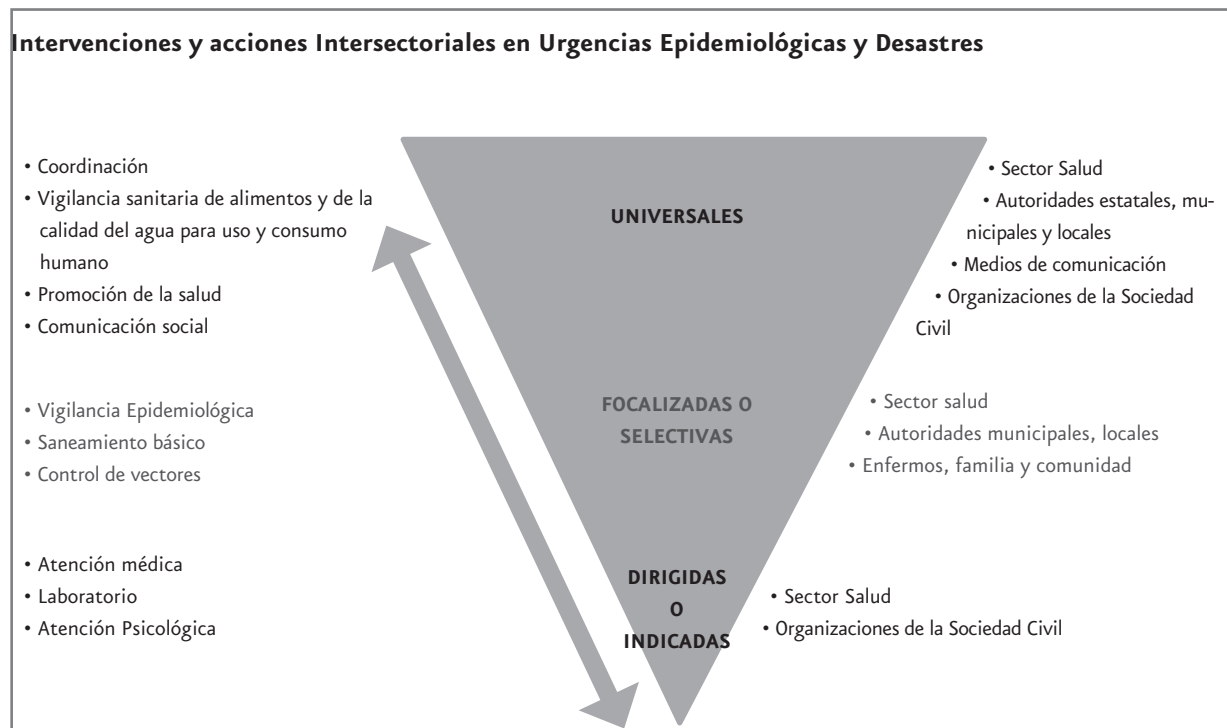 Intervenciones y acciones Intersectoriales en Urgencias Epidemiológicas y Desastres
• Coordinación
• Vigilancia sanitaria de alimentos y de la
calidad del agua para uso y consumo
humano
• Promoción de la salud
• Comunicación social
UNIVERSALES
• Sector Salud
• Autoridades estatales, mu-
nicipales y locales
• Medios de comunicación
• Organizaciones de la Sociedad
Civil
• Vigilancia Epidemiológica
• Saneamiento básico
• Control de vectores
FOCALIZADAS O
SELECTIVAS
• Sector salud
• Autoridades municipales, locales
• Enfermos, familia y comunidad
• Atención médica
• Laboratorio
• Atención Psicológica
DIRIGIDAS
O
INDICADAS
• Sector Salud
• Organizaciones de la Sociedad Civil